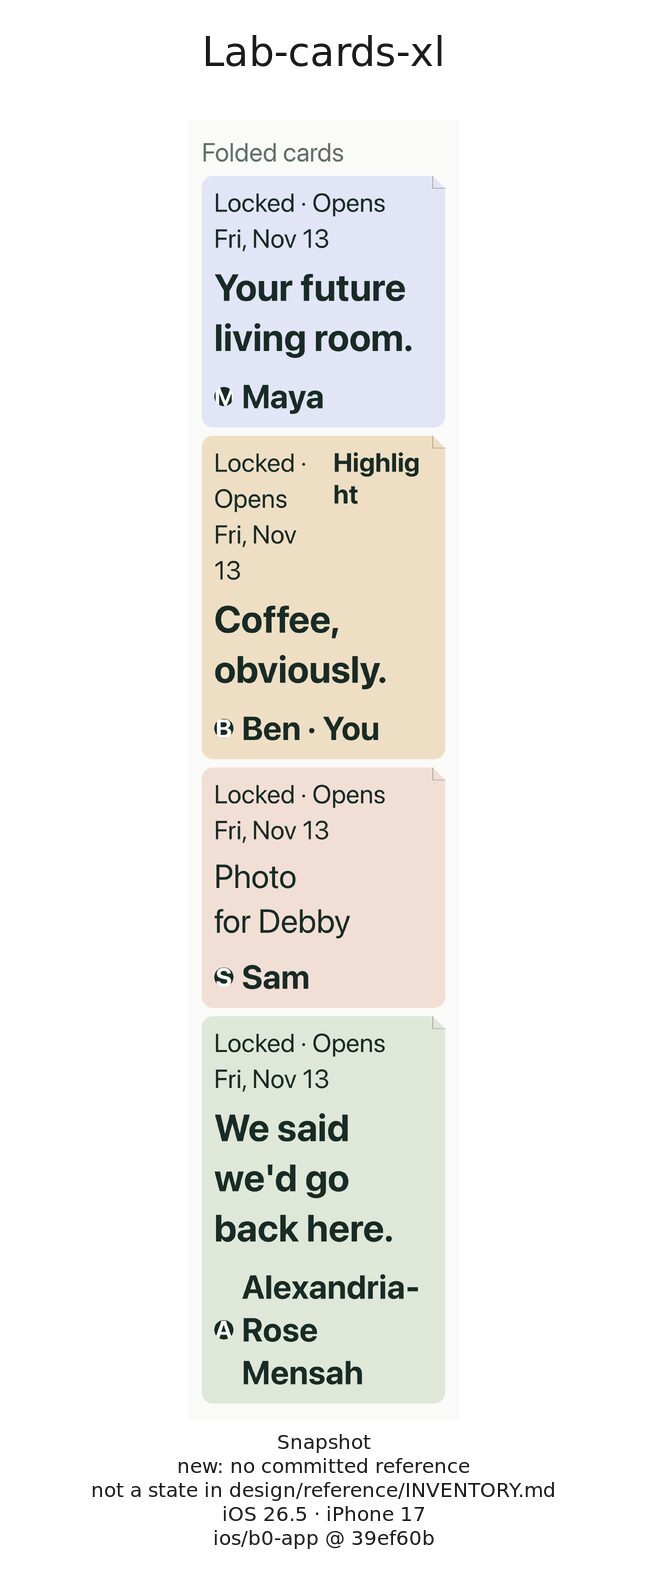 Lab-cards-xl
Folded cards
Locked · Opens
Fri, Nov 13
Your future
living room.
M Maya
Locked ·
Opens
Fri, Nov
13
Highlig
ht
Coffee,
obviously.
B Ben · You
Locked · Opens
Fri, Nov 13
Photo
for Debby
S Sam
Locked · Opens
Fri, Nov 13
We said
we'd go
back here.
Alexandria-
A Rose
Mensah
Snapshot
new: no committed reference
not a state in design/reference/INVENTORY.md
iOS 26.5 · iPhone 17
ios/b0-app @ 39ef60b